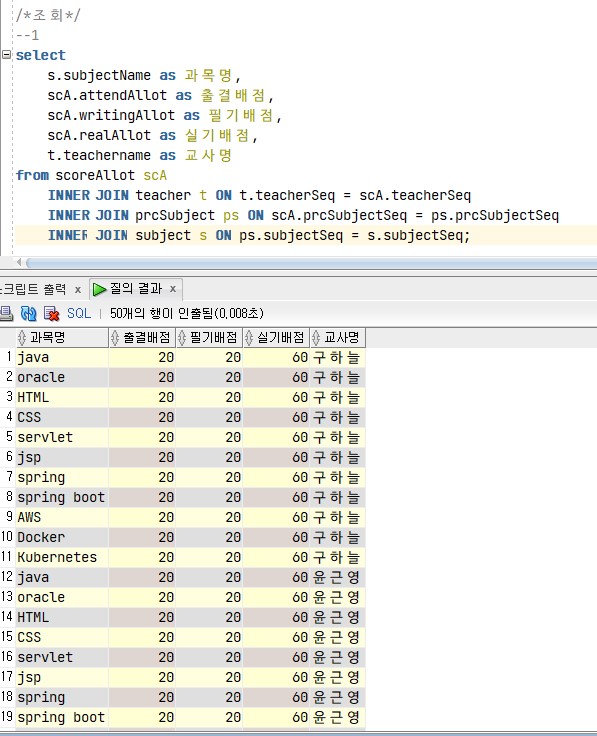 /*조회*/
--1
select
s.subjectName as 과목명,
scA.attendAllot as 출결배점,
scA.writingAllot as 필기배점,
scA.realAllot as 실기배점,
t.teachername as 교사명
from scoreAllot scA
INNER JOIN teacher t ON t.teacherSeq = scA.teacherSeq
INNER JOIN prcSubject ps ON scA.prcSubjectSeq = ps.prcSubjectSeq
INNER JOIN subject s ON ps.subjectSeq = s.subjectSeq;
스크립트 출력 x 질의 결과 x
SQL | 50개의 행이 인출됨(0,008초)
과목명 출결배점 필기배점 실기배점 교사명
1 java 20 20 60 구하늘
2 oracle 20 20 60 구하늘
3 HTML 20 20 60 구하늘
4 CSS 20 20 60 구하늘
5 servlet 20 20 60 구하늘
6 jsp 20 20 60 구하늘
7 spring 20 20 60 구하늘
8 spring boot 20 20 60 구하늘
9 AWS 20 20 60 구하늘
10 Docker 20 20 60 구하늘
11 Kubernetes 20 20 60 구하늘
12 java 20 20 60 윤근영
13 oracle 20 20 60 윤근영
14 HTML 20 20 60 윤근영
15 CSS 20 20 60 윤근영
16 servlet 20 20 60 윤근영
17 jsp 20 20 60 윤근영
18 spring 20 20 60 윤근영
19 spring boot 20 20 60 윤근영